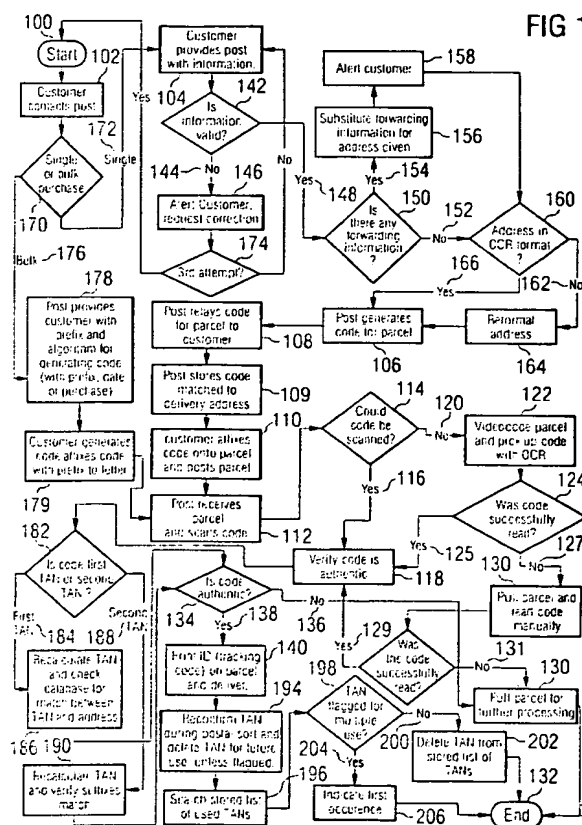 FIG 1
100
Start
102
Customer
contacts post
172
Single
Single
or bulk
purchase
170
176
Bulk
178
Post provides
customer with
prefix and
algorithm for
generating code
(with prefix, date
of purchase)
Customer generates
code affixes code
with prefix to letter
179
Customer
provides post
with information.
104
142
Is
information
valid?
Yes
No
144
No
146
Alert Customer,
request correction
174
3rd attempt?
Yes
148
Alert customer
158
Substitute forwarding
information for
address given
156
154
Yes
150
Is
there any
forwarding
information
?
152
No
160
Address in
OCR format
?
166
Yes
162
No
Reformat
address
164
Post generates
code for parcel
106
Post relays code
for parcel to
customer
108
Post stores code
matched to
delivery address
109
110
customer affixes
code onto
parcel and
posts parcel
Post receives
parcel
and scans code
112
114
Could
code be
scanned?
120
No
116
Yes
122
Videocode parcel
and pick up code
with OCR
124
Was code
successfully
read?
Yes
125
127
No
130
Pull parcel and
read code
manually
Verify code is
authentic
118
129
Yes
Was
the code
successfully
read?
131
No
130
Pull parcel for
further processing
182
Is code first
TAN or second
TAN ?
First
TAN
184
Second
TAN
188
Recalculate TAN
and check
database for
match between
TAN and address
186
190
Recalculate TAN
and verify suffixes
match
Is code
authentic?
134
138
Yes
No
136
140
Print ID (tracking
code) on parcel
and deliver.
194
Reconfirm TAN
during postal sort and
delete TAN for future
use, unless flagged.
196
Search stored list
of used TANs
198
TAN
flagged for
multiple
use?
No
200
204
Yes
Delete TAN from
stored list of
TANs
202
Indicate first
occurence
206
132
End